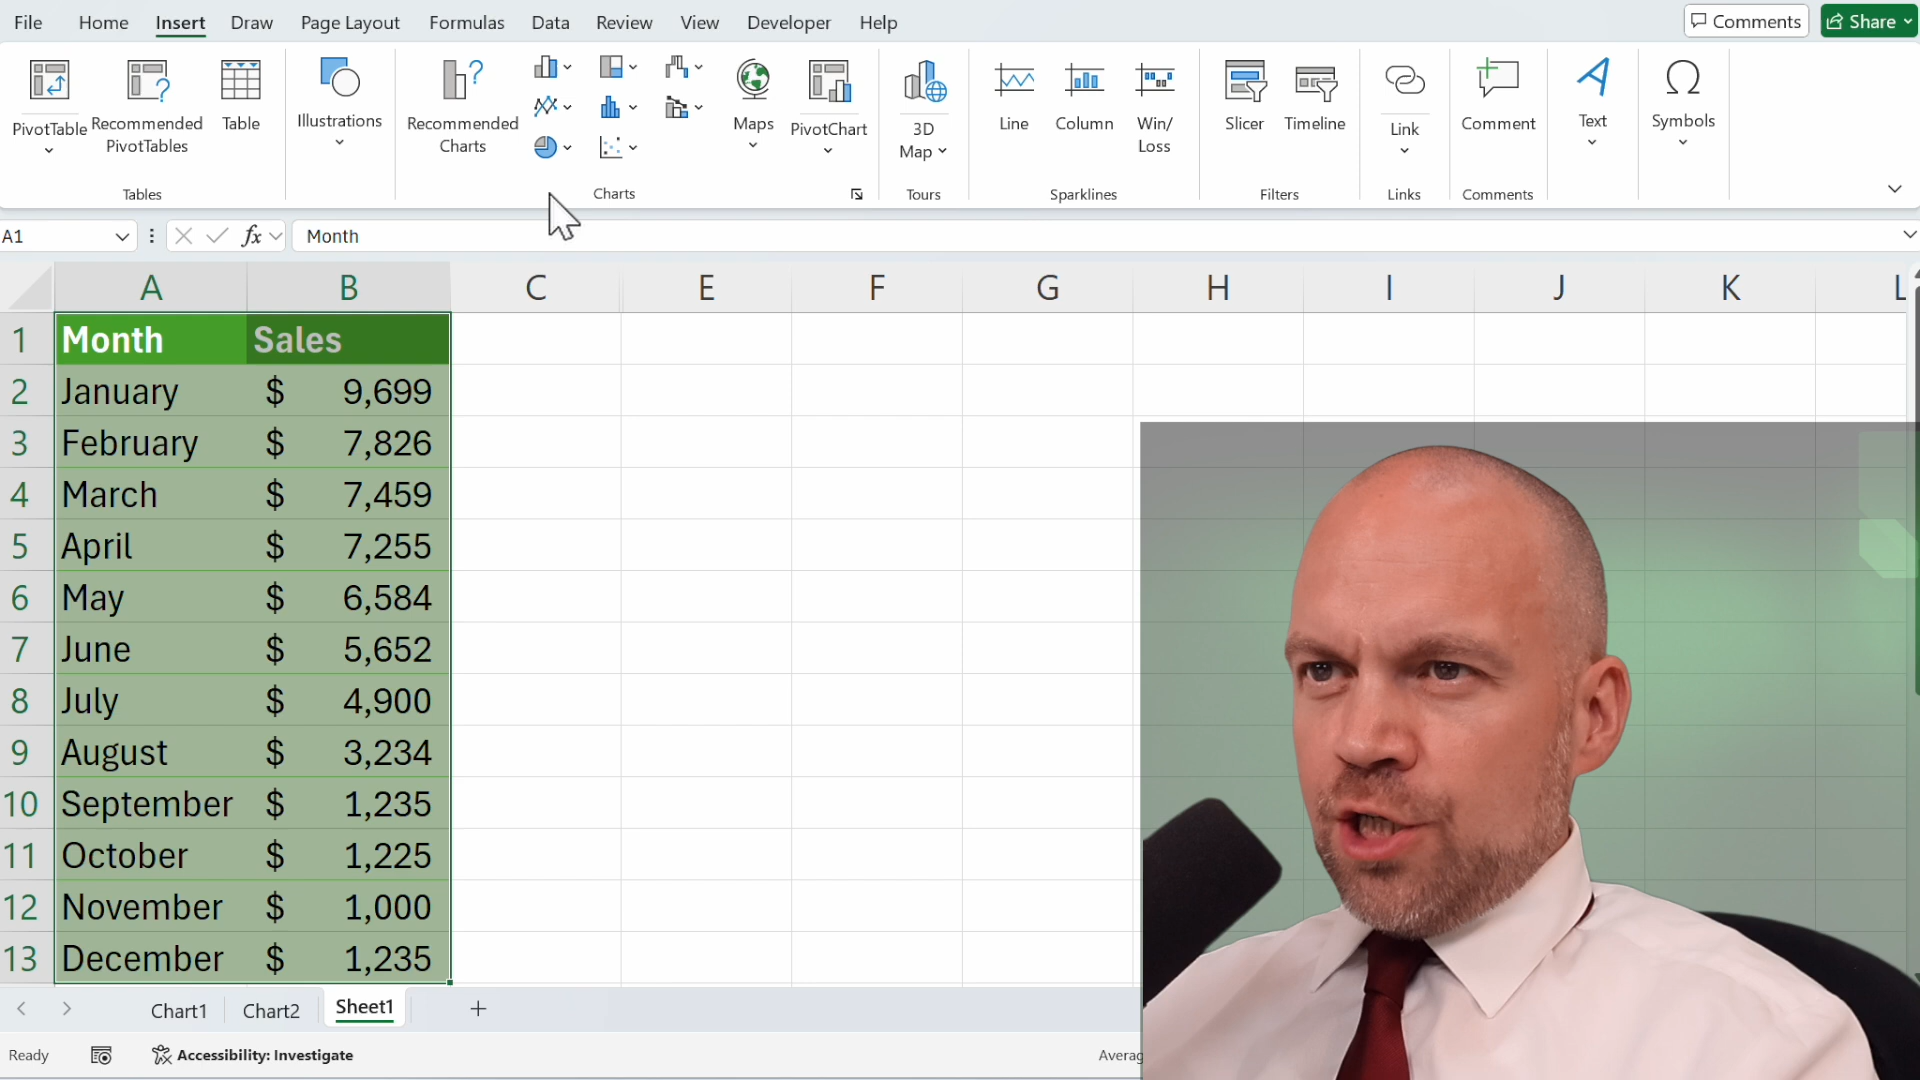 File Home Insert Draw Page Layout Formulas Data Review View Developer Help Comments Share
PivotTable
Recommended
PivotTables
Table
Tables
Illustrations
Recommended
Charts
Maps
PivotChart
Charts
3D
Map
Tours
Line
Column
Win/
Loss
Sparklines
Slicer
Timeline
Filters
Link
Links
Comment
Comments
Text
Symbols
A1 fx Month
A B C E F G H I J K L
1 Month Sales
2 January $ 9,699
3 February $ 7,826
4 March $ 7,459
5 April $ 7,255
6 May $ 6,584
7 June $ 5,652
8 July $ 4,900
9 August $ 3,234
10 September $ 1,235
11 October $ 1,225
12 November $ 1,000
13 December $ 1,235
Chart1 Chart2 Sheet1 +
Ready Accessibility: Investigate Averag